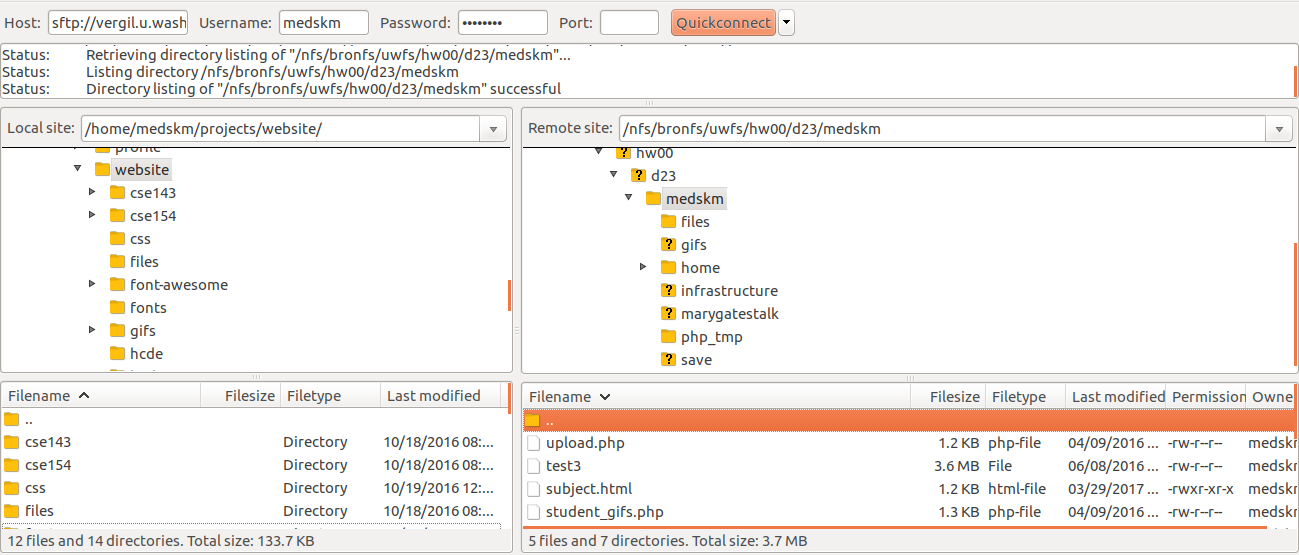 Host: sftp://vergil.u.wash Username: medskm Password: •••••••• Port: Quickconnect
Status: Retrieving directory listing of "/nfs/bronfs/uwfs/hw00/d23/medskm"...
Status: Listing directory /nfs/bronfs/uwfs/hw00/d23/medskm
Status: Directory listing of "/nfs/bronfs/uwfs/hw00/d23/medskm" successful
Local site: /home/medskm/projects/website/
profile
website
cse143
cse154
css
files
font-awesome
fonts
gifs
hcde
Filename Filesize Filetype Last modified
..
cse143 Directory 10/18/2016 08:...
cse154 Directory 10/18/2016 08:...
css Directory 10/19/2016 12:...
files Directory 10/18/2016 08:...
12 files and 14 directories. Total size: 133.7 KB
Remote site: /nfs/bronfs/uwfs/hw00/d23/medskm
hw00
d23
medskm
files
gifs
home
infrastructure
marygatestalk
php_tmp
save
Filename Filesize Filetype Last modified Permission Owne
..
upload.php 1.2 KB php-file 04/09/2016 ... -rw-r--r-- medskm
test3 3.6 MB File 06/08/2016 ... -rw-r--r-- medskm
subject.html 1.2 KB html-file 03/29/2017 ... -rwxr-xr-x medskm
student_gifs.php 1.3 KB php-file 04/09/2016 ... -rw-r--r-- medskm
5 files and 7 directories. Total size: 3.7 MB